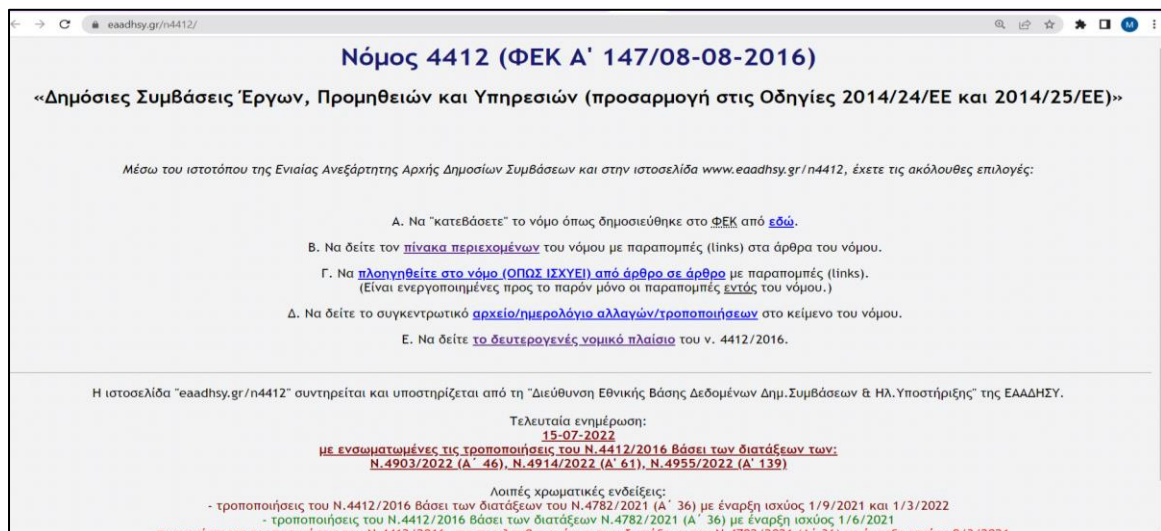 eaadhsy.gr/n4412/
M
Νόμος 4412 (ΦΕΚ Α' 147/08-08-2016)
«Δημόσιες Συμβάσεις Έργων, Προμηθειών και Υπηρεσιών (προσαρμογή στις Οδηγίες 2014/24/ΕΕ και 2014/25/ΕΕ)»
Μέσω του ιστοτόπου της Ενιαίας Ανεξάρτητης Αρχής Δημοσίων Συμβάσεων και στην ιστοσελίδα www.eaadhsy.gr/n4412, έχετε τις ακόλουθες επιλογές:
Α. Να "κατεβάσετε" το νόμο όπως δημοσιεύθηκε στο ΦΕΚ από εδώ.
Β. Να δείτε τον πίνακα περιεχομένων του νόμου με παραπομπές (links) στα άρθρα του νόμου.
Γ. Να πλοηγηθείτε στο νόμο (ΟΠΩΣ ΙΣΧΥΕΙ) από άρθρο σε άρθρο με παραπομπές (links).
(Είναι ενεργοποιημένες προς το παρόν μόνο οι παραπομπές εντός του νόμου.)
Δ. Να δείτε το συγκεντρωτικό αρχείο/ημερολόγιο αλλαγών/τροποποιήσεων στο κείμενο του νόμου.
Ε. Να δείτε το δευτερογενές νομικό πλαίσιο του ν. 4412/2016.
Η ιστοσελίδα "eaadhsy.gr/n4412" συντηρείται και υποστηρίζεται από τη "Διεύθυνση Εθνικής Βάσης Δεδομένων Δημ.Συμβάσεων & Ηλ.Υποστήριξης" της ΕΑΑΔΗΣΥ.
Τελευταία ενημέρωση:
15-07-2022
με ενσωματωμένες τις τροποποιήσεις του Ν.4412/2016 βάσει των διατάξεων των:
Ν.4903/2022 (Α΄ 46), Ν.4914/2022 (Α' 61), Ν.4955/2022 (Α' 139)
Λοιπές χρωματικές ενδείξεις:
- τροποποιήσεις του Ν.4412/2016 βάσει των διατάξεων του Ν.4782/2021 (Α΄ 36) με έναρξη ισχύος 1/9/2021 και 1/3/2022
- τροποποιήσεις του Ν.4412/2016 βάσει των διατάξεων Ν.4782/2021 (Α΄ 36) με έναρξη ισχύος 1/6/2021